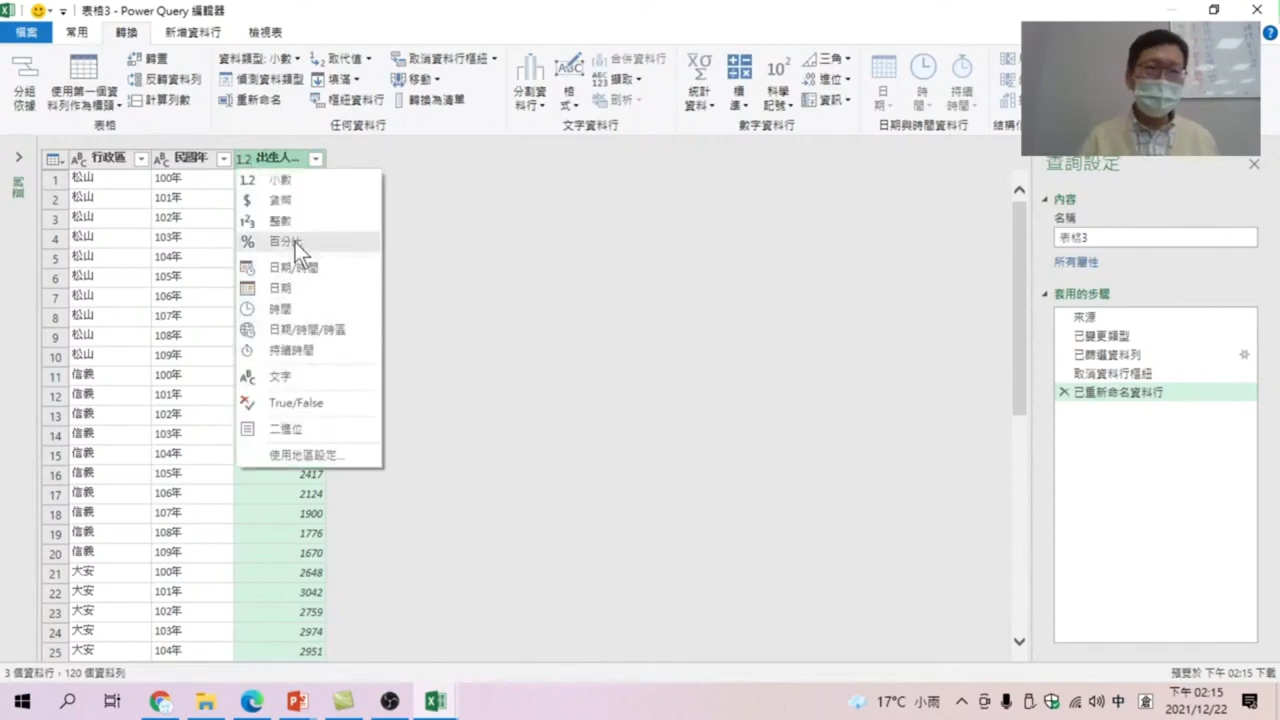 表格3 - Power Query 編輯器
檔案 常用 轉換 新增資料行 檢視表
分組依據
使用第一個資料列作為標頭
轉置
反轉資料列
計算列數
表格
資料類型: 小數
偵測資料類型
重新命名
取代值
填滿
樞紐資料行
取消資料行樞紐
移動
轉換為清單
任何資料行
分割資料行
格式
合併資料行
擷取
剖析
文字資料行
統計資料
標準
科學記號
三角
進位
資訊
數字資料行
日期
時間
持續時間
日期與時間資料行
行政區 民國年 1.2 出生人...
1 松山 100年
2 松山 101年
3 松山 102年
4 松山 103年
5 松山 104年
6 松山 105年
7 松山 106年
8 松山 107年
9 松山 108年
10 松山 109年
11 信義 100年
12 信義 101年
13 信義 102年
14 信義 103年
15 信義 104年
16 信義 105年 2417
17 信義 106年 2124
18 信義 107年 1900
19 信義 108年 1776
20 信義 109年 1670
21 大安 100年 2648
22 大安 101年 3042
23 大安 102年 2759
24 大安 103年 2974
25 大安 104年 2951
1.2 小數
$ 貨幣
整數
% 百分比
日期/時間
日期
時間
日期/時間/時區
持續時間
文字
True/False
二進位
使用地區設定...
查詢設定
內容
名稱
表格3
所有屬性
套用的步驟
來源
已變更類型
已篩選資料列
取消資料行樞紐
已重新命名資料行
3 個資料行，120 個資料列
預覽於 下午 02:15 下載
17°C 小雨
中
下午 02:15
2021/12/22